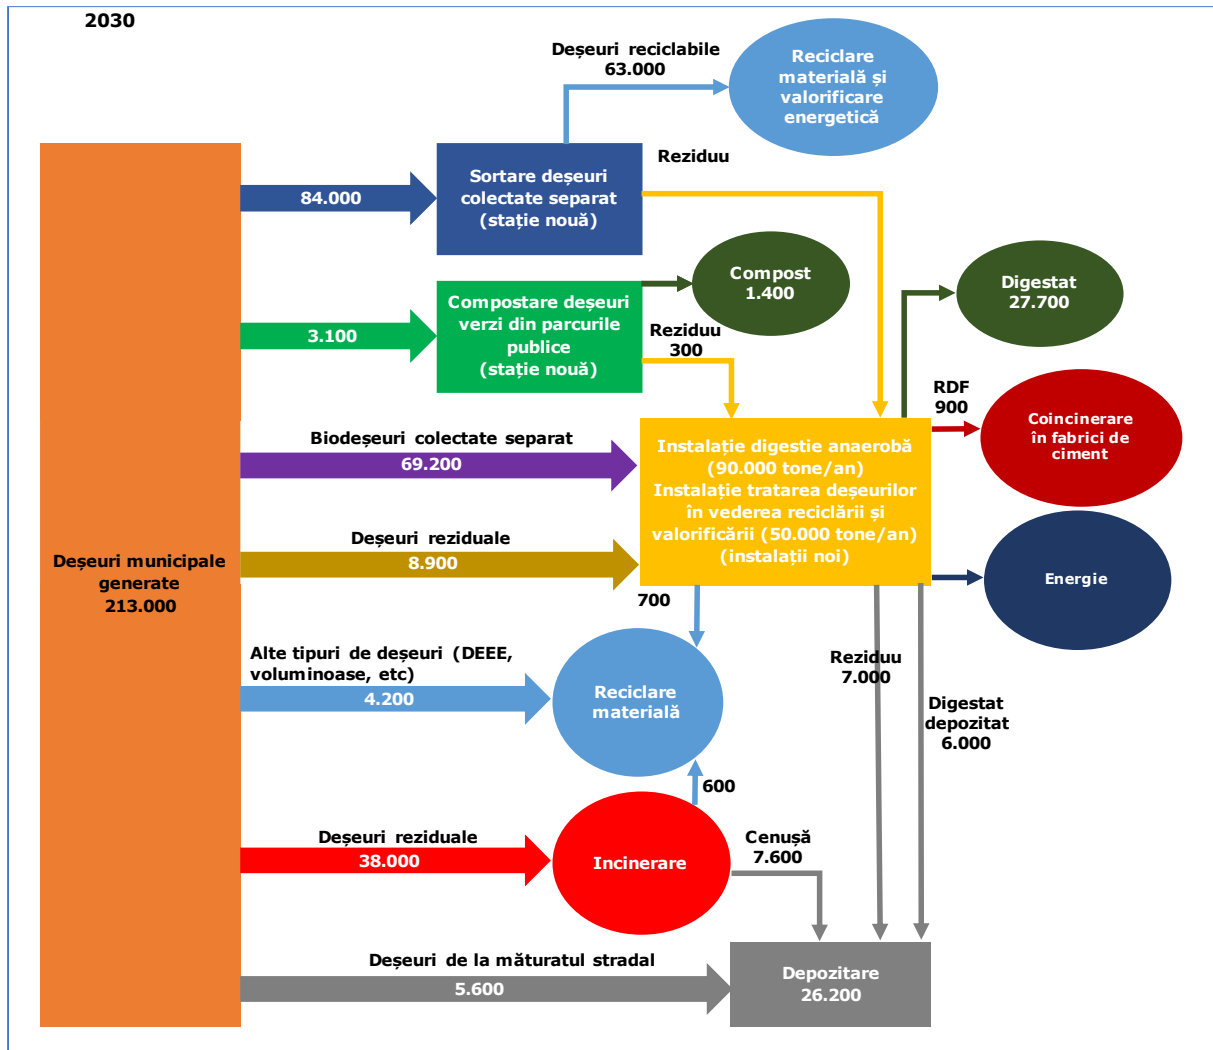 2030
Deșeuri reciclabile
63.000
Reciclare
materială și
valorificare
energetică
Reziduu
Sortare deșeuri
colectate separat
(stație nouă)
84.000
Compost
1.400
Digestat
27.700
Compostare deșeuri
verzi din parcurile
publice
(stație nouă)
3.100
Reziduu
300
RDF
900
Coincinerare
în fabrici de
ciment
Biodeșeuri colectate separat
69.200
Instalație digestie anaerobă
(90.000 tone/an)
Instalație tratarea deșeurilor
în vederea reciclării și
valorificării (50.000 tone/an)
(instalații noi)
Deșeuri reziduale
8.900
Deșeuri municipale
generate
213.000
Energie
700
Alte tipuri de deșeuri (DEEE,
voluminoase, etc)
4.200
Reciclare
materială
Reziduu
7.000
Digestat
depozitat
6.000
600
Deșeuri reziduale
38.000
Incinerare
Cenușă
7.600
Deșeuri de la măturatul stradal
5.600
Depozitare
26.200